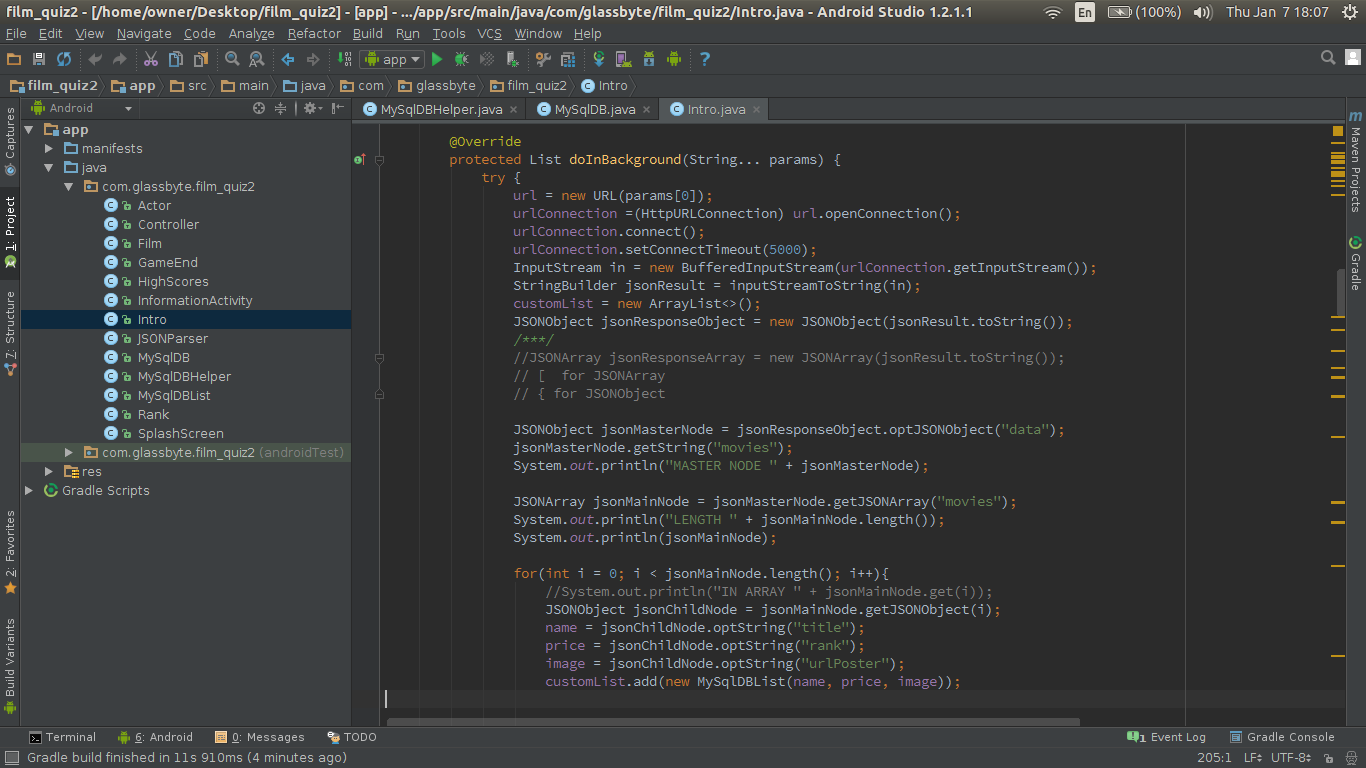 film_quiz2 - [/home/owner/Desktop/film_quiz2] - [app] - .../app/src/main/java/com/glassbyte/film_quiz2/Intro.java - Android Studio 1.2.1.1
En (100%) Thu Jan 7 18:07
File Edit View Navigate Code Analyze Refactor Build Run Tools VCS Window Help
app
film_quiz2 app src main java com glassbyte film_quiz2 Intro
Android
MySqlDBHelper.java MySqlDB.java Intro.java
Captures
1: Project
7: Structure
2: Favorites
Build Variants
app
manifests
java
com.glassbyte.film_quiz2
Actor
Controller
Film
GameEnd
HighScores
InformationActivity
Intro
JSONParser
MySqlDB
MySqlDBHelper
MySqlDBList
Rank
SplashScreen
com.glassbyte.film_quiz2 (androidTest)
res
Gradle Scripts
@Override
protected List doInBackground(String... params) {
try {
url = new URL(params[0]);
urlConnection =(HttpURLConnection) url.openConnection();
urlConnection.connect();
urlConnection.setConnectTimeout(5000);
InputStream in = new BufferedInputStream(urlConnection.getInputStream());
StringBuilder jsonResult = inputStreamToString(in);
customList = new ArrayList<>();
JSONObject jsonResponseObject = new JSONObject(jsonResult.toString());
/***/
//JSONArray jsonResponseArray = new JSONArray(jsonResult.toString());
// [  for JSONArray
// { for JSONObject
JSONObject jsonMasterNode = jsonResponseObject.optJSONObject("data");
jsonMasterNode.getString("movies");
System.out.println("MASTER NODE " + jsonMasterNode);
JSONArray jsonMainNode = jsonMasterNode.getJSONArray("movies");
System.out.println("LENGTH " + jsonMainNode.length());
System.out.println(jsonMainNode);
for(int i = 0; i < jsonMainNode.length(); i++){
//System.out.println("IN ARRAY " + jsonMainNode.get(i));
JSONObject jsonChildNode = jsonMainNode.getJSONObject(i);
name = jsonChildNode.optString("title");
price = jsonChildNode.optString("rank");
image = jsonChildNode.optString("urlPoster");
customList.add(new MySqlDBList(name, price, image));
m
Maven Projects
Gradle
Terminal 6: Android 0: Messages TODO 1 Event Log Gradle Console
Gradle build finished in 11s 910ms (4 minutes ago) 205:1 LF UTF-8